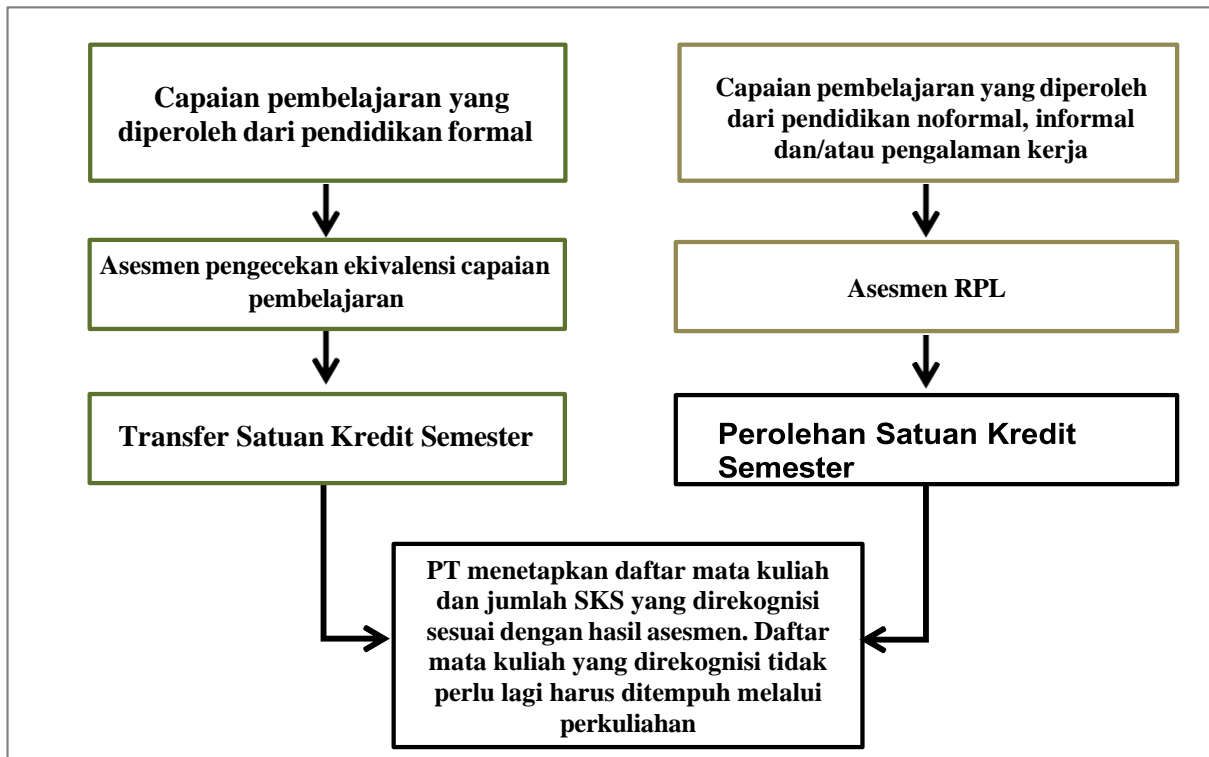 Capaian pembelajaran yang
diperoleh dari pendidikan formal
Asesmen pengecekan ekivalensi capaian
pembelajaran
Transfer Satuan Kredit Semester
Capaian pembelajaran yang diperoleh
dari pendidikan noformal, informal
dan/atau pengalaman kerja
Asesmen RPL
Perolehan Satuan Kredit
Semester
PT menetapkan daftar mata kuliah
dan jumlah SKS yang direkognisi
sesuai dengan hasil asesmen. Daftar
mata kuliah yang direkognisi tidak
perlu lagi harus ditempuh melalui
perkuliahan